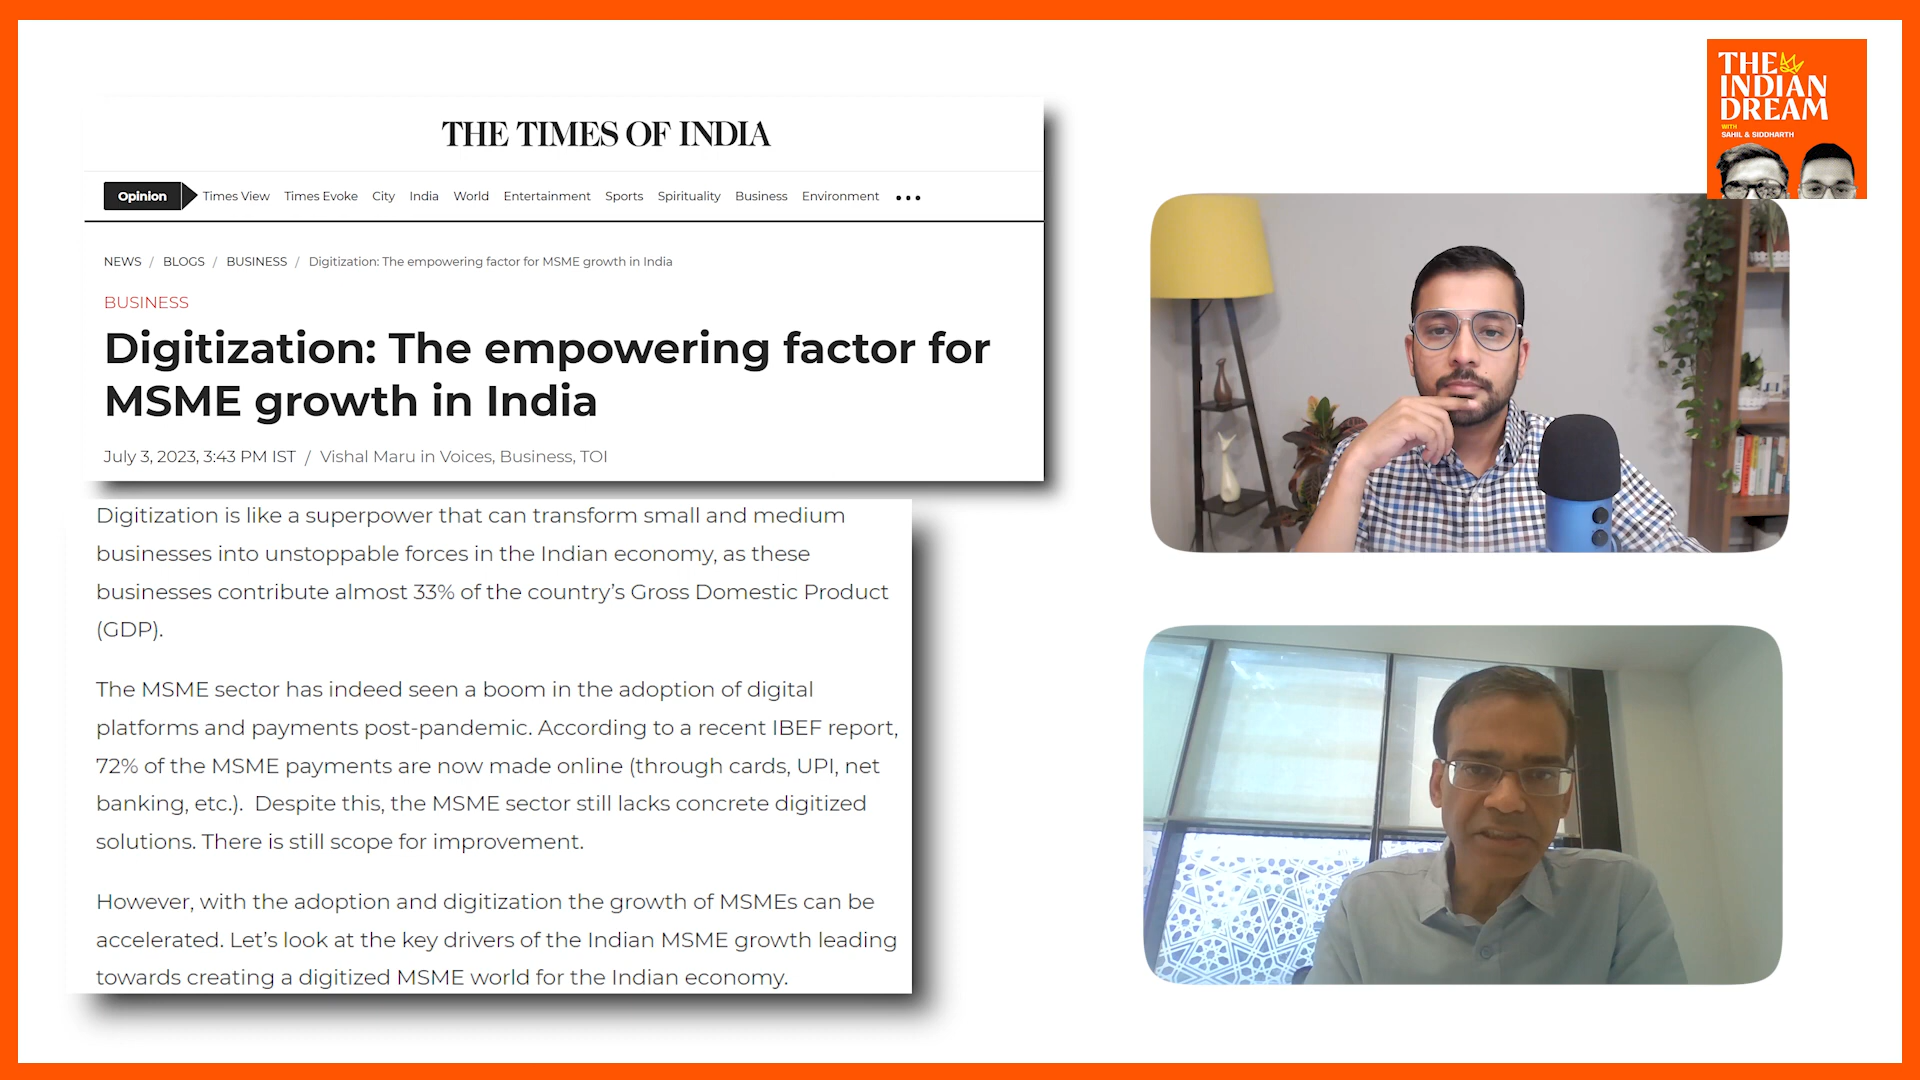 THE TIMES OF INDIA
Opinion Times View Times Evoke City India World Entertainment Sports Spirituality Business Environment •••
NEWS / BLOGS / BUSINESS / Digitization: The empowering factor for MSME growth in India
BUSINESS
Digitization: The empowering factor for
MSME growth in India
July 3, 2023, 3:43 PM IST / Vishal Maru in Voices, Business, TOI
Digitization is like a superpower that can transform small and medium
businesses into unstoppable forces in the Indian economy, as these
businesses contribute almost 33% of the country’s Gross Domestic Product
(GDP).
The MSME sector has indeed seen a boom in the adoption of digital
platforms and payments post-pandemic. According to a recent IBEF report,
72% of the MSME payments are now made online (through cards, UPI, net
banking, etc.).  Despite this, the MSME sector still lacks concrete digitized
solutions. There is still scope for improvement.
However, with the adoption and digitization the growth of MSMEs can be
accelerated. Let’s look at the key drivers of the Indian MSME growth leading
towards creating a digitized MSME world for the Indian economy.
THE
INDIAN
DREAM
WITH
SAHIL & SIDDHARTH